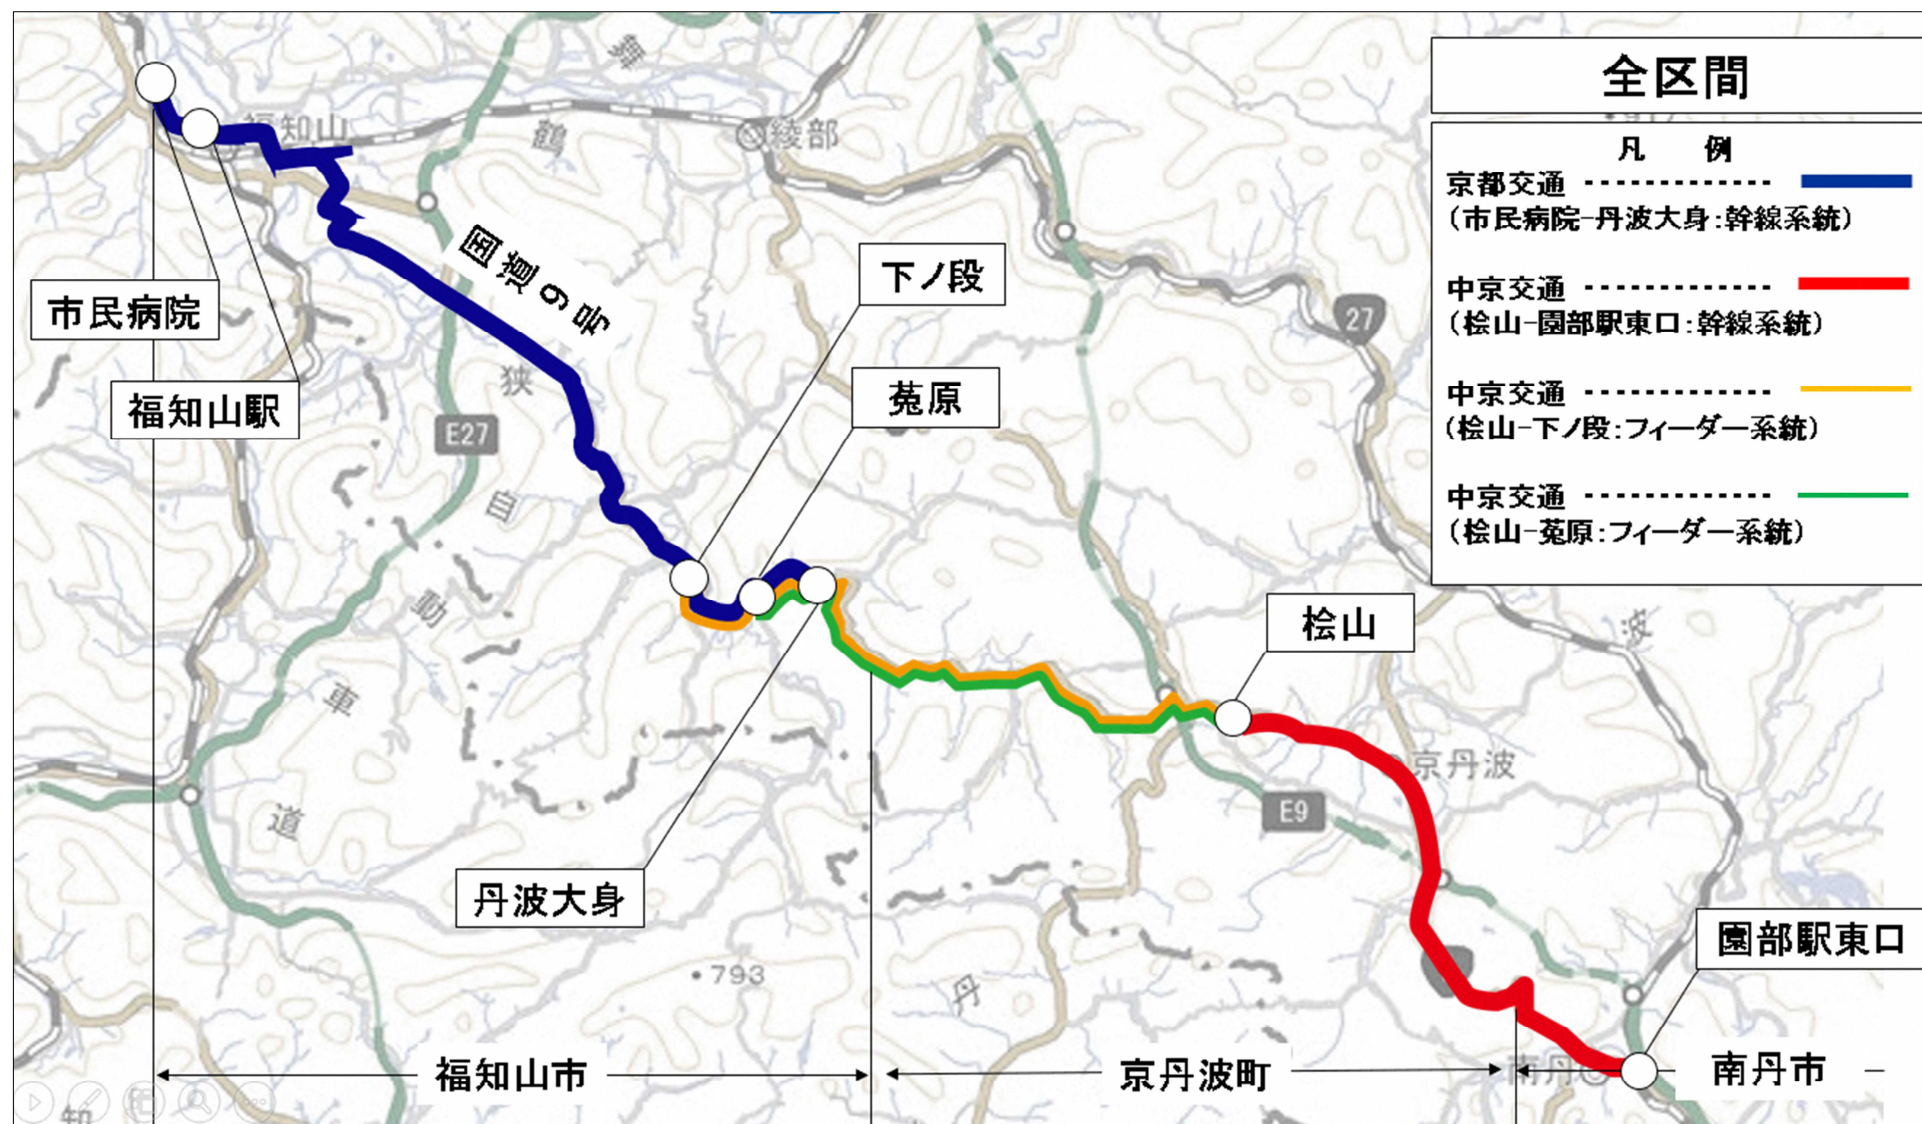 全区間
凡 例
京都交通 -------------
（市民病院-丹波大身:幹線系統）
中京交通 -------------
（桧山-園部駅東口:幹線系統）
中京交通 -------------
（桧山-下ノ段:フィーダー系統）
中京交通 -------------
（桧山-菟原:フィーダー系統）
舞
鶴
福知山
綾部
国道9号
下ノ段
市民病院
27
狭
菟原
福知山駅
E27
自
動
桧山
波
車
京丹波
道
E9
丹波大身
園部駅東口
793
丹
福知山市
京丹波町
南丹
南丹市
知